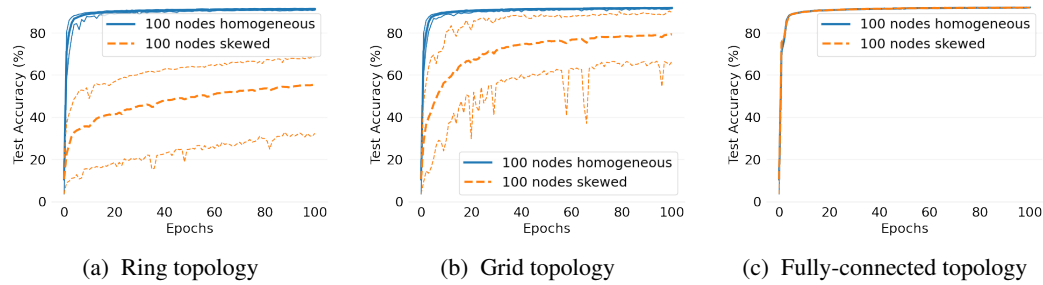 Test Accuracy (%)
80
60
40
20
0
100 nodes homogeneous
100 nodes skewed
0 20 40 60 80 100
Epochs
(a) Ring topology
Test Accuracy (%)
80
60
40
20
0
100 nodes homogeneous
100 nodes skewed
0 20 40 60 80 100
Epochs
(b) Grid topology
Test Accuracy (%)
80
60
40
20
0
100 nodes homogeneous
100 nodes skewed
0 20 40 60 80 100
Epochs
(c) Fully-connected topology